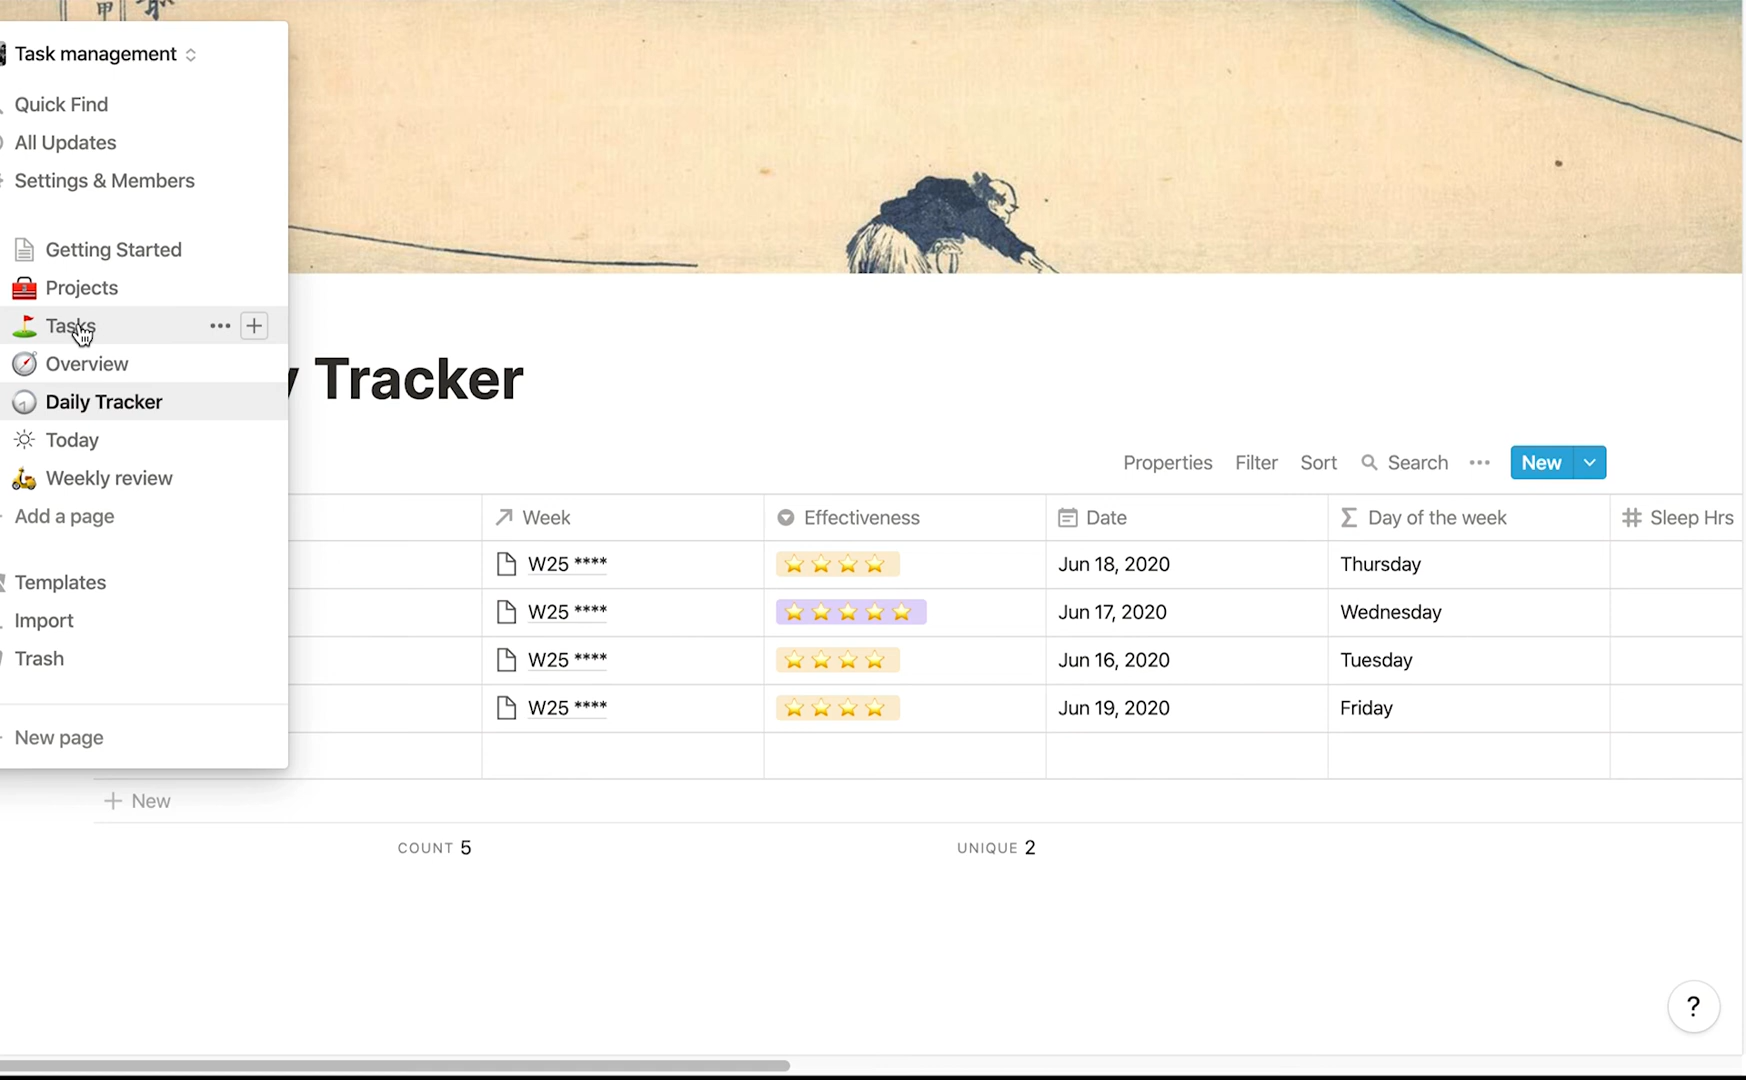 Task management
Quick Find
All Updates
Settings & Members
Getting Started
Projects
Tasks
Overview
Daily Tracker
Today
Weekly review
Add a page
Templates
Import
Trash
New page
Tracker
Properties Filter Sort Search New
Week Effectiveness Date Day of the week Sleep Hrs
W25 **** Jun 18, 2020 Thursday
W25 **** Jun 17, 2020 Wednesday
W25 **** Jun 16, 2020 Tuesday
W25 **** Jun 19, 2020 Friday
+ New
COUNT 5 UNIQUE 2
?